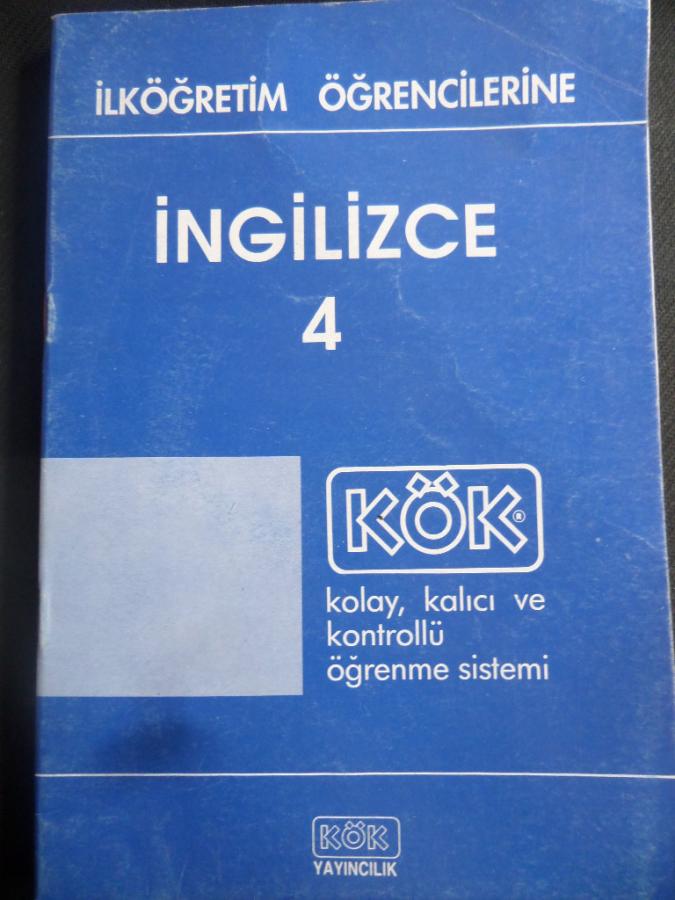 İLKÖĞRETİM ÖĞRENCİLERİNE
İNGİLİZCE
4
KÖK®
kolay, kalıcı ve
kontrollü
öğrenme sistemi
KÖK
YAYINCILIK